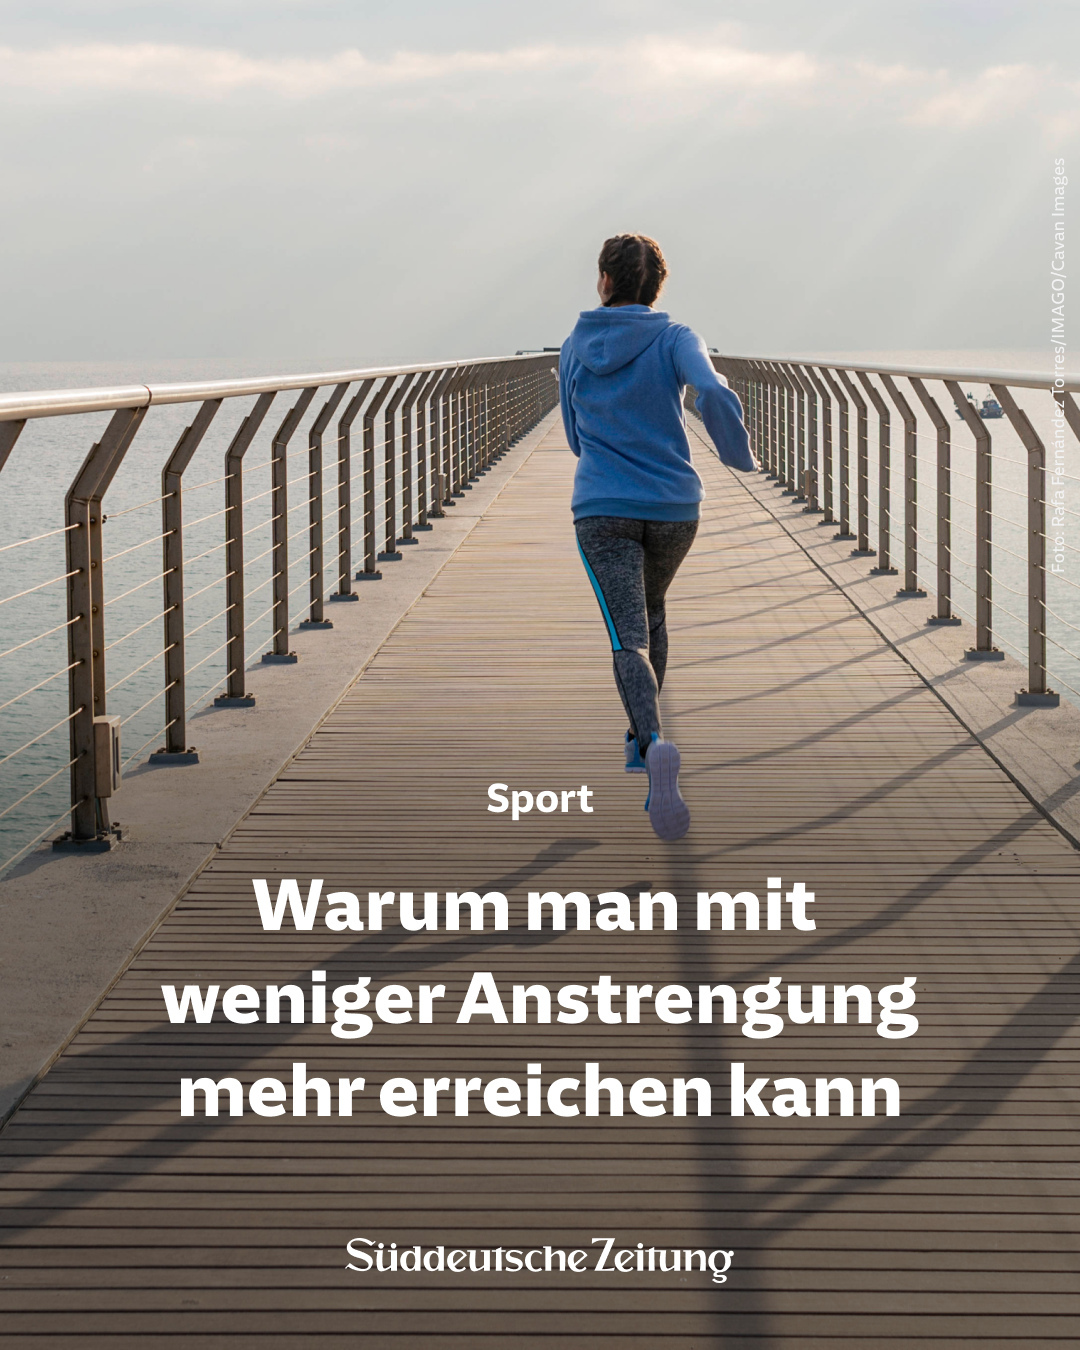 Foto: Rafa Fernández Torres/IMAGO/Cavan Images
Sport
Warum man mit
weniger Anstrengung
mehr erreichen kann
Süddeutsche Zeitung